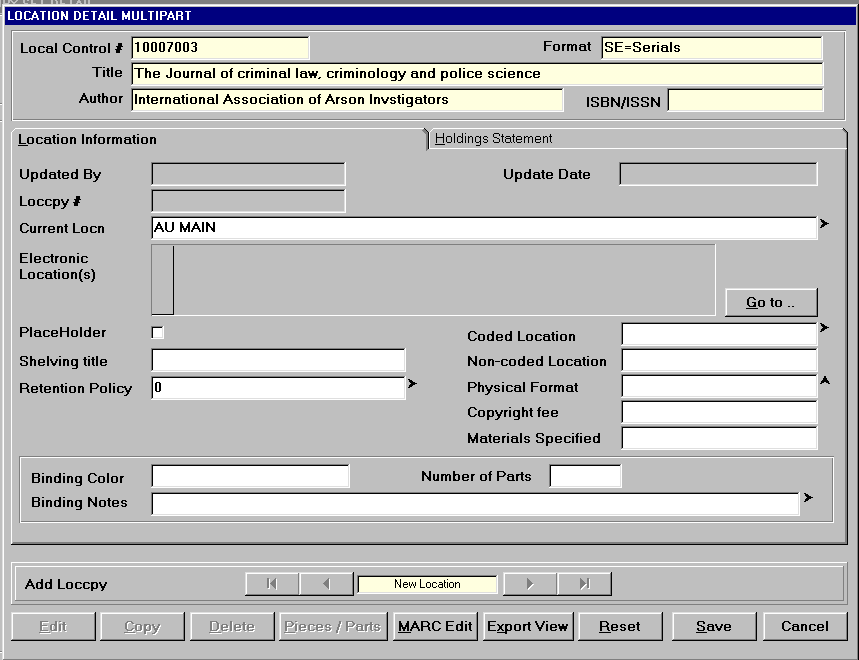 LOCATION DETAIL MULTIPART
Local Control # 10007003 Format SE=Serials
Title The Journal of criminal law, criminology and police science
Author International Association of Arson Invstigators ISBN/ISSN
Location Information Holdings Statement
Updated By Update Date
Loccpy #
Current Locn AU MAIN
Electronic
Location(s)
Go to ..
PlaceHolder Coded Location
Shelving title Non-coded Location
Retention Policy 0 Physical Format
Copyright fee
Materials Specified
Binding Color Number of Parts
Binding Notes
Add Loccpy New Location
Edit Copy Delete Pieces / Parts MARC Edit Export View Reset Save Cancel